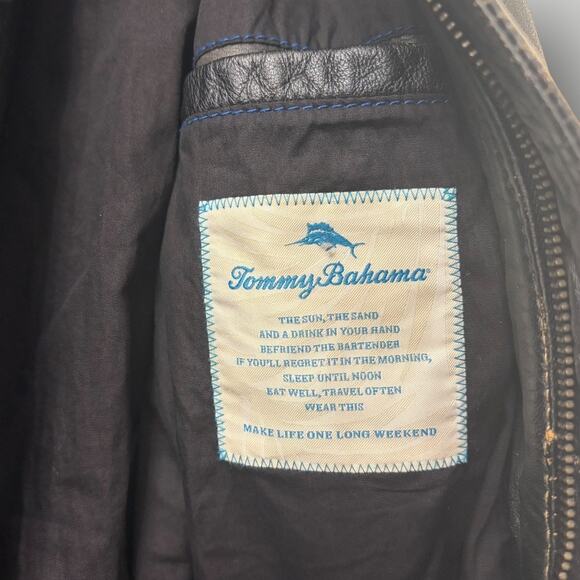 Tommy Bahama
THE SUN, THE SAND
AND A DRINK IN YOUR HAND
BEFRIEND THE BARTENDER
IF YOU'LL REGRET IT IN THE MORNING,
SLEEP UNTIL NOON
EAT WELL, TRAVEL OFTEN
WEAR THIS
MAKE LIFE ONE LONG WEEKEND